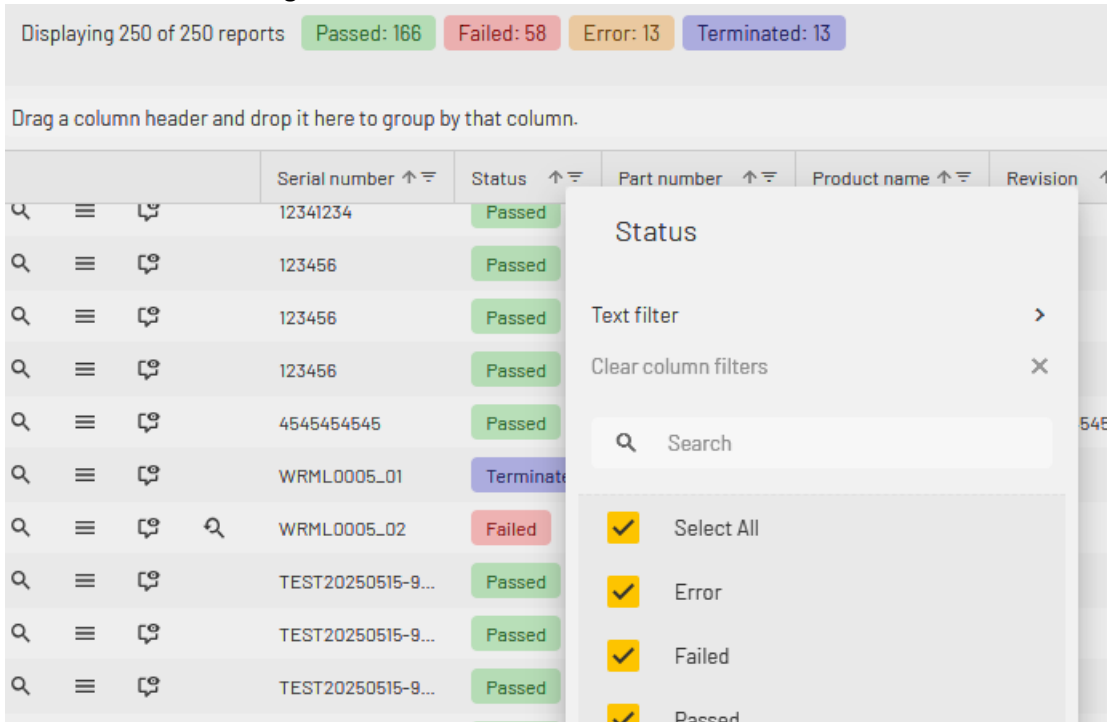 Displaying 250 of 250 reports Passed: 166 Failed: 58 Error: 13 Terminated: 13
Drag a column header and drop it here to group by that column.
Serial number Status Part number Product name Revision
12341234 Passed
123456 Passed
123456 Passed
123456 Passed
4545454545 Passed
WRML0005_01
WRML0005_02 Failed
TEST20250515-9... Passed
TEST20250515-9... Passed
TEST20250515-9... Passed
Status
Text filter
Clear column filters
Search
Select All
Error
Failed
Passed